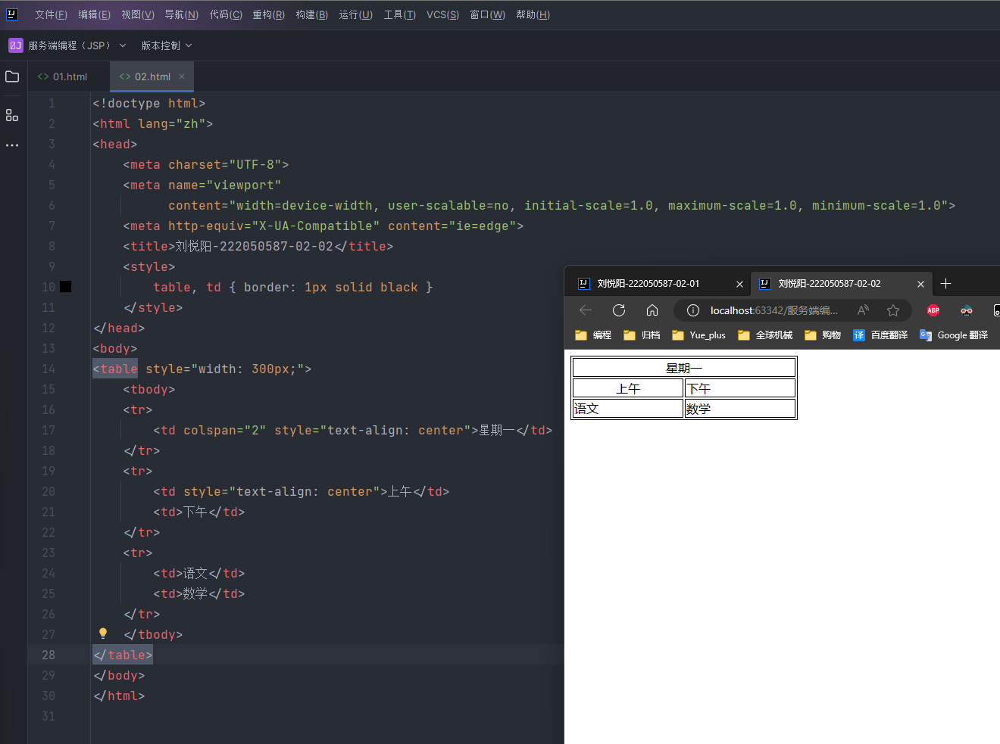 文件(F) 编辑(E) 视图(V) 导航(N) 代码(C) 重构(R) 构建(B) 运行(U) 工具(T) VCS(S) 窗口(W) 帮助(H)
服务端编程（JSP） 版本控制
01.html 02.html
1 <!doctype html>
2 <html lang="zh">
3 <head>
4 <meta charset="UTF-8">
5 <meta name="viewport"
6 content="width=device-width, user-scalable=no, initial-scale=1.0, maximum-scale=1.0, minimum-scale=1.0">
7 <meta http-equiv="X-UA-Compatible" content="ie=edge">
8 <title>刘悦阳-222050587-02-02</title>
9 <style>
10 table, td { border: 1px solid black }
11 </style>
12 </head>
13 <body>
14 <table style="width: 300px;">
15 <tbody>
16 <tr>
17 <td colspan="2" style="text-align: center">星期一</td>
18 </tr>
19 <tr>
20 <td style="text-align: center">上午</td>
21 <td>下午</td>
22 </tr>
23 <tr>
24 <td>语文</td>
25 <td>数学</td>
26 </tr>
27 </tbody>
28 </table>
29 </body>
30 </html>
31
刘悦阳-222050587-02-01 刘悦阳-222050587-02-02
localhost:63342/服务端编...
ABP
编程 归档 Yue_plus 全球机械 购物 译 百度翻译 Google 翻译
星期一
上午 下午
语文 数学